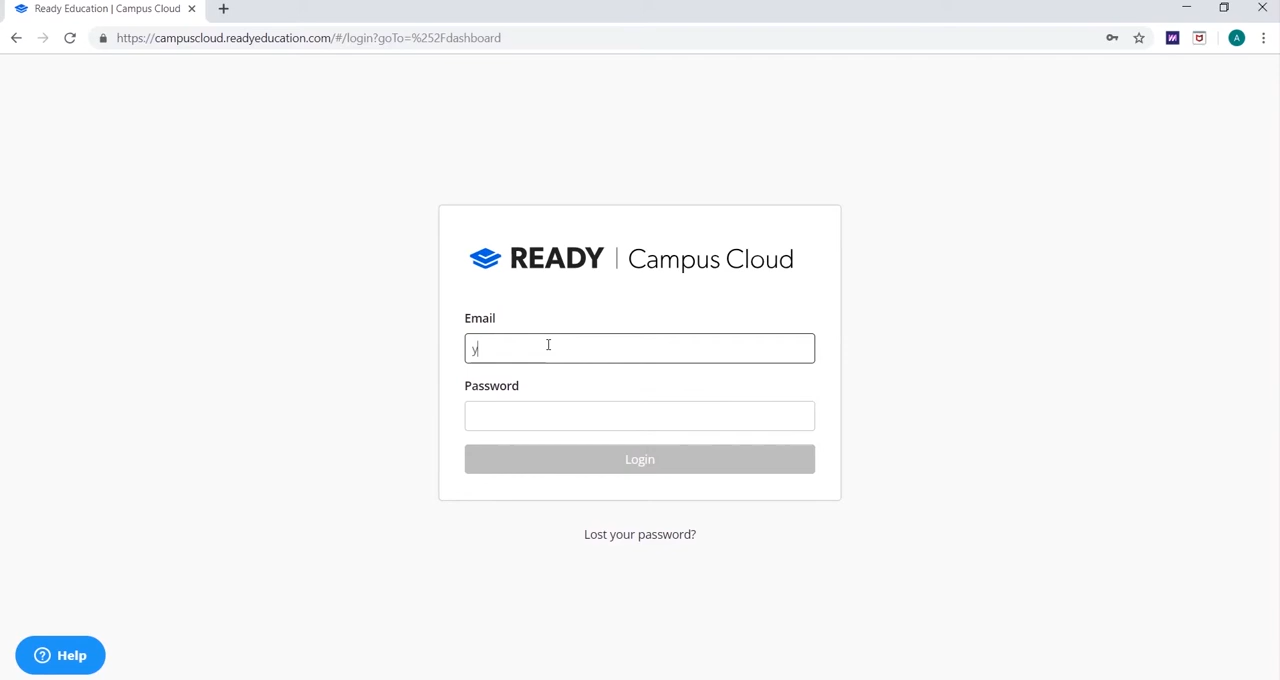 Ready Education | Campus Cloud
https://campuscloud.readyeducation.com/#/login?goTo=%252Fdashboard
A
READY | Campus Cloud
Email
y
Password
Login
Lost your password?
Help